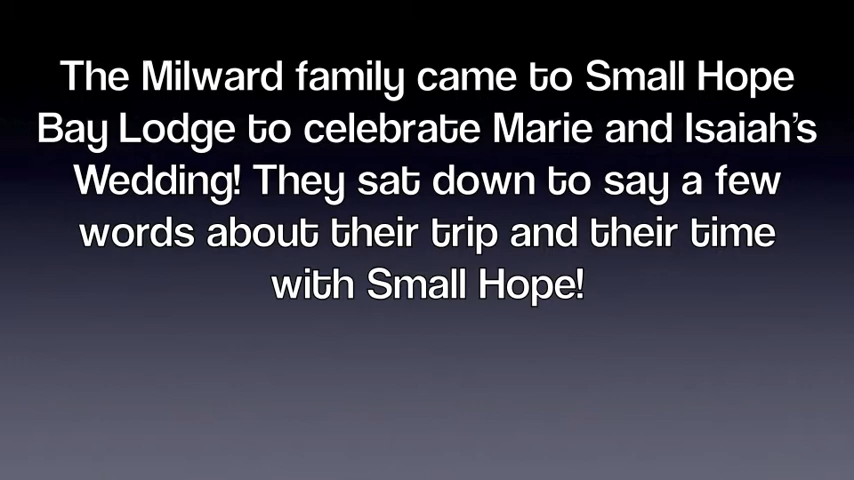 The Milward family came to Small Hope
Bay Lodge to celebrate Marie and Isaiah’s
Wedding! They sat down to say a few
words about their trip and their time
with Small Hope!